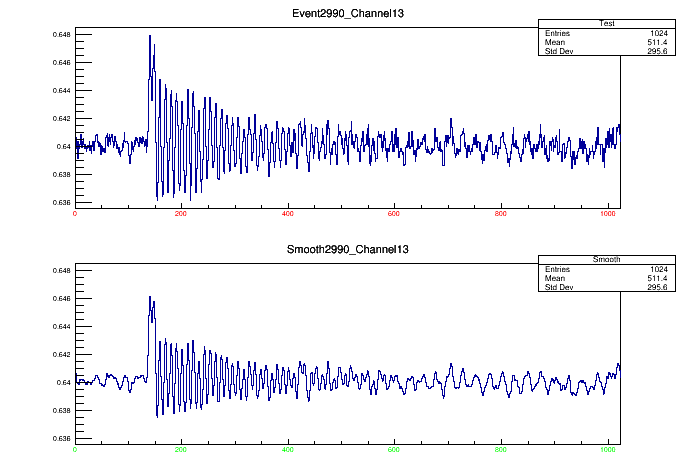 Event2990_Channel13
Test
Entries 1024
Mean 511.4
Std Dev 295.6
0.648
0.646
0.644
0.642
0.64
0.638
0.636
0 200 400 600 800 1000
Smooth2990_Channel13
Smooth
Entries 1024
Mean 511.4
Std Dev 295.6
0.648
0.646
0.644
0.642
0.64
0.638
0.636
0 200 400 600 800 1000